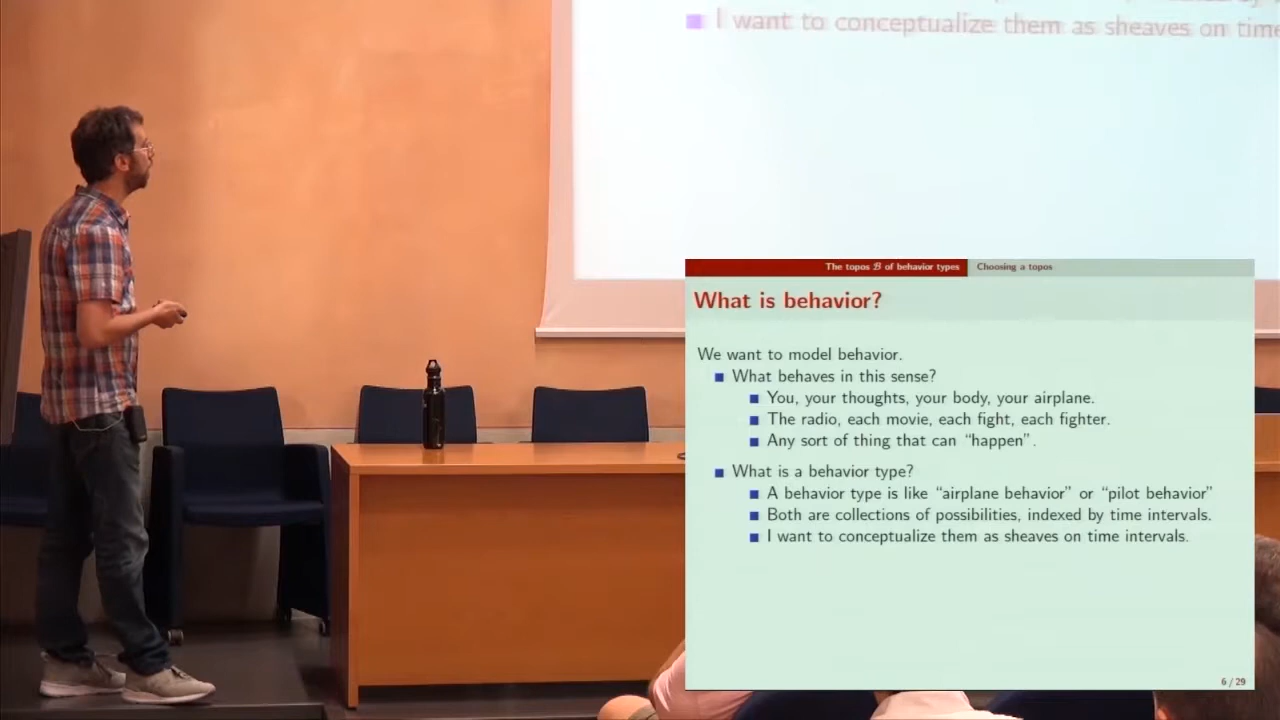 I want to conceptualize them as sheaves on time
The topos B of behavior types Choosing a topos
What is behavior?
We want to model behavior.
What behaves in this sense?
You, your thoughts, your body, your airplane.
The radio, each movie, each fight, each fighter.
Any sort of thing that can “happen”.
What is a behavior type?
A behavior type is like “airplane behavior” or “pilot behavior”
Both are collections of possibilities, indexed by time intervals.
I want to conceptualize them as sheaves on time intervals.
6 / 29